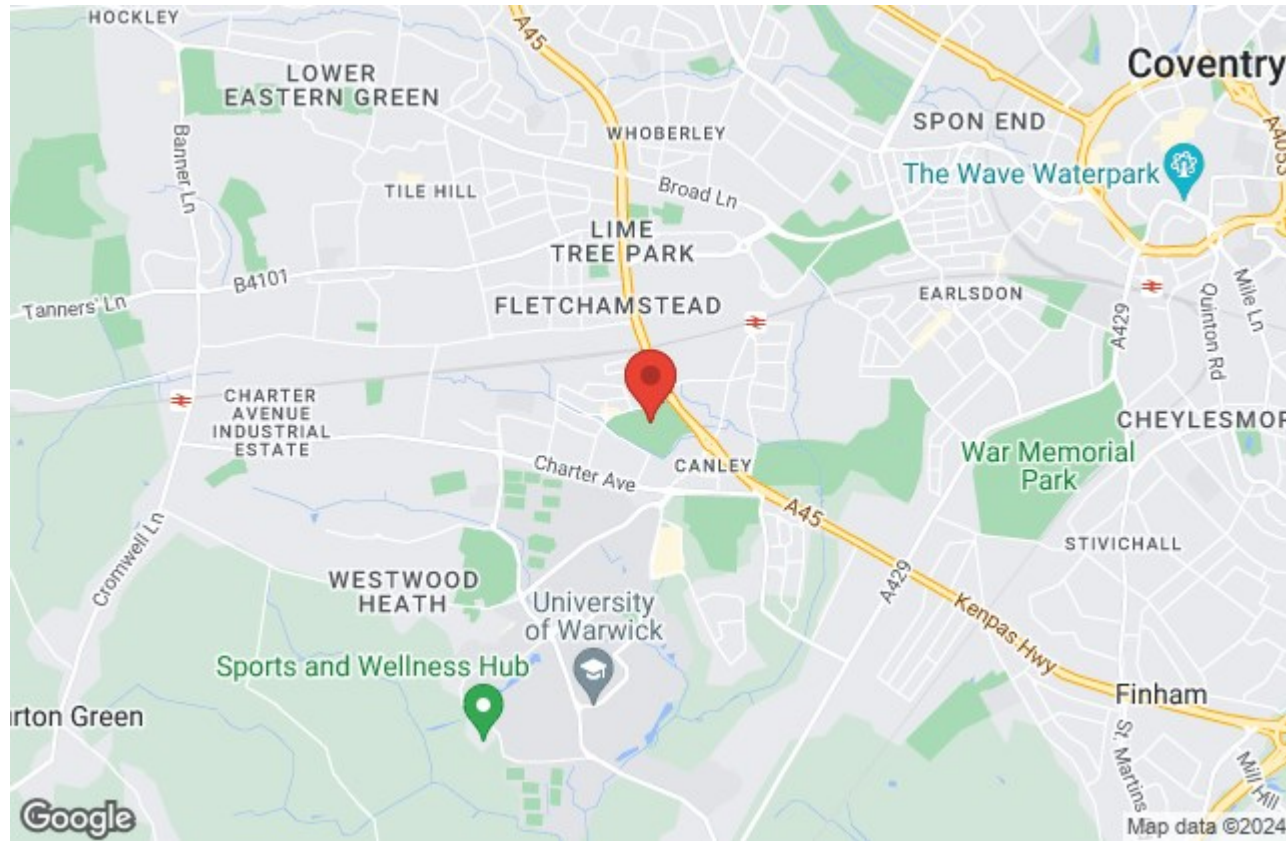 HOCKLEY
A45
LOWER
EASTERN GREEN
Coventry
WHOBERLEY
SPON END
A4053
Banner Ln
TILE HILL
Broad Ln
The Wave Waterpark
LIME
TREE PARK
B4101
Tanners' Ln
FLETCHAMSTEAD
EARLSDON
A429
Quinton Rd
Mile Ln
CHARTER
AVENUE
INDUSTRIAL
ESTATE
CHEYLESMOR
Charter Ave
CANLEY
War Memorial
Park
A45
STIVICHALL
Cromwell Ln
WESTWOOD
HEATH
A429
Kenpas Hwy
University
of Warwick
Sports and Wellness Hub
Finham
urton Green
St. Martins
Mill Hill
Google
Map data ©2024